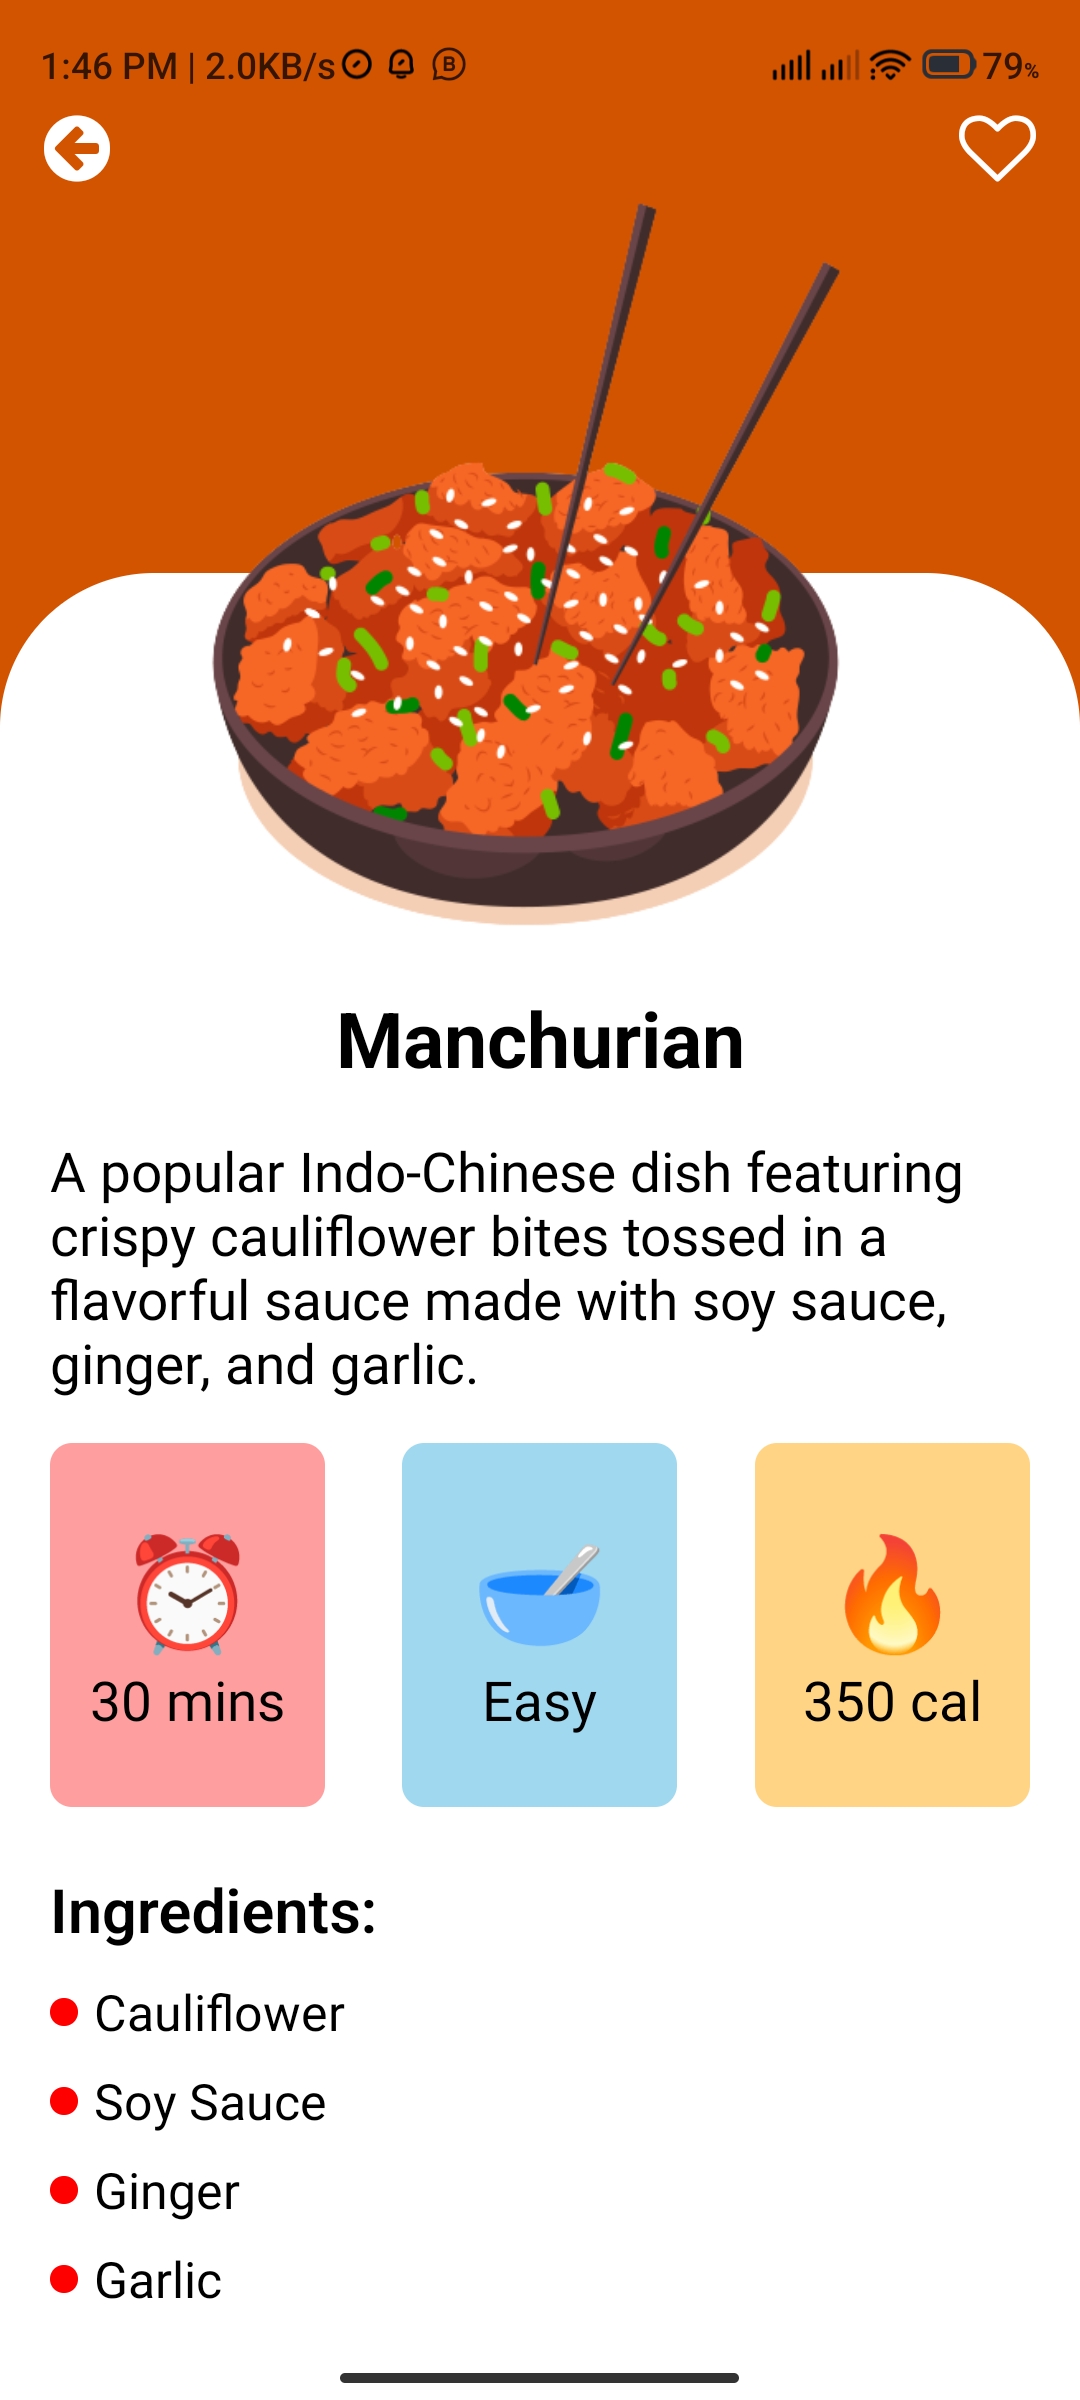 1:46 PM | 2.0KB/s B 79%
Manchurian
A popular Indo-Chinese dish featuring
crispy cauliflower bites tossed in a
flavorful sauce made with soy sauce,
ginger, and garlic.
30 mins Easy 350 cal
Ingredients:
Cauliflower
Soy Sauce
Ginger
Garlic